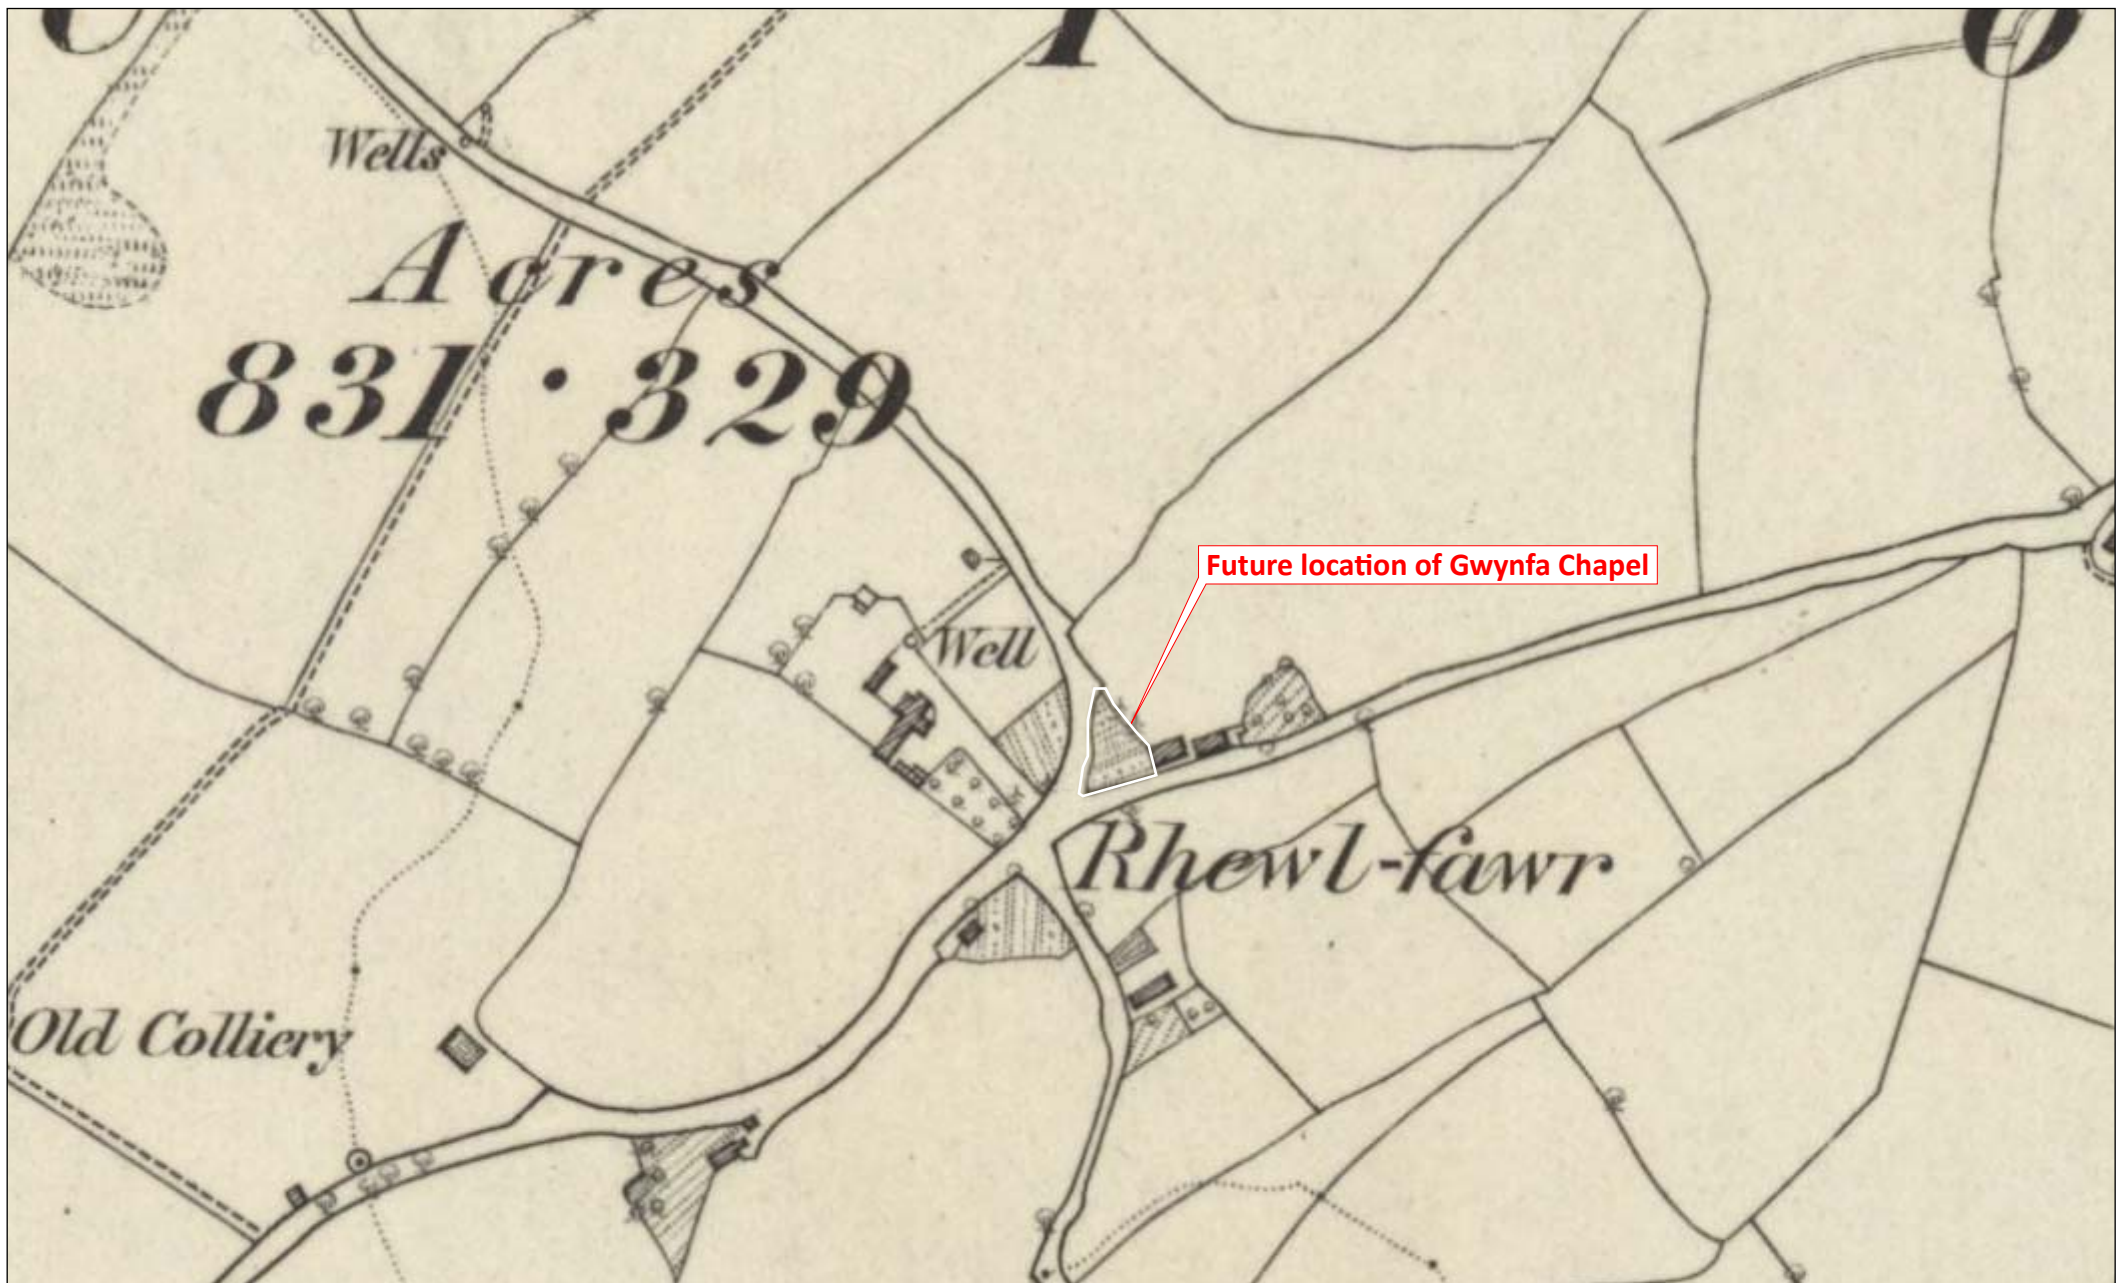 Wells
Acres
831·329
Future location of Gwynfa Chapel
Well
Rhewl-fawr
Old Colliery